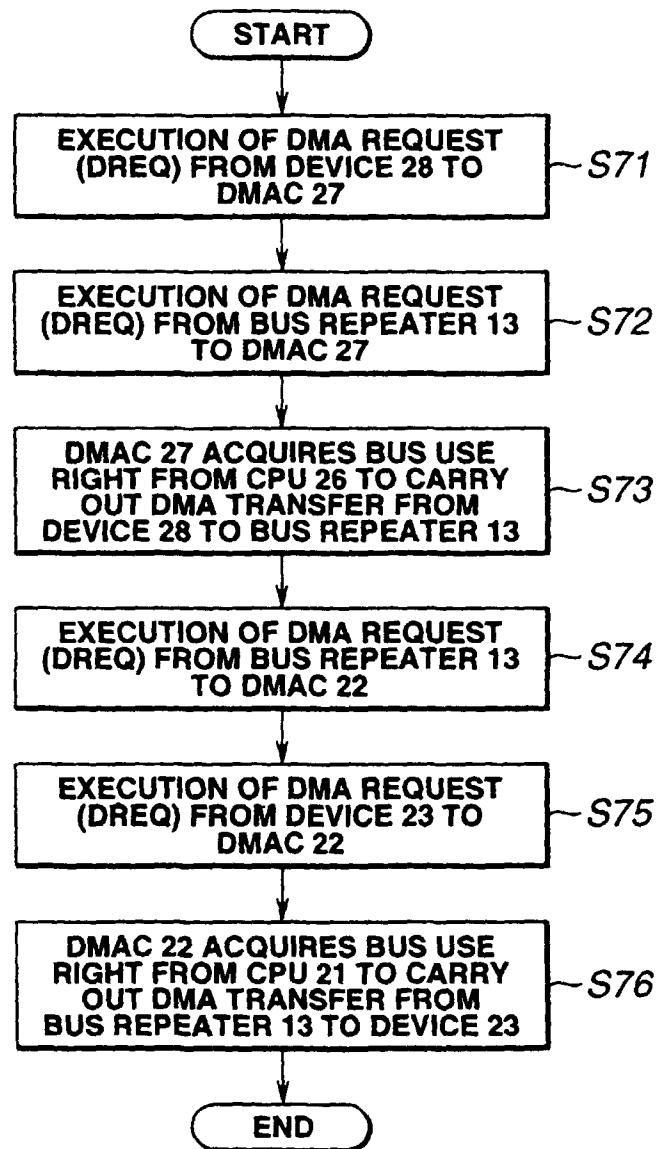 START
EXECUTION OF DMA REQUEST
(DREQ) FROM DEVICE 28 TO
DMAC 27
S71
EXECUTION OF DMA REQUEST
(DREQ) FROM BUS REPEATER 13
TO DMAC 27
S72
DMAC 27 ACQUIRES BUS USE
RIGHT FROM CPU 26 TO CARRY
OUT DMA TRANSFER FROM
DEVICE 28 TO BUS REPEATER 13
S73
EXECUTION OF DMA REQUEST
(DREQ) FROM BUS REPEATER 13
TO DMAC 22
S74
EXECUTION OF DMA REQUEST
(DREQ) FROM DEVICE 23 TO
DMAC 22
S75
DMAC 22 ACQUIRES BUS USE
RIGHT FROM CPU 21 TO CARRY
OUT DMA TRANSFER FROM
BUS REPEATER 13 TO DEVICE 23
S76
END